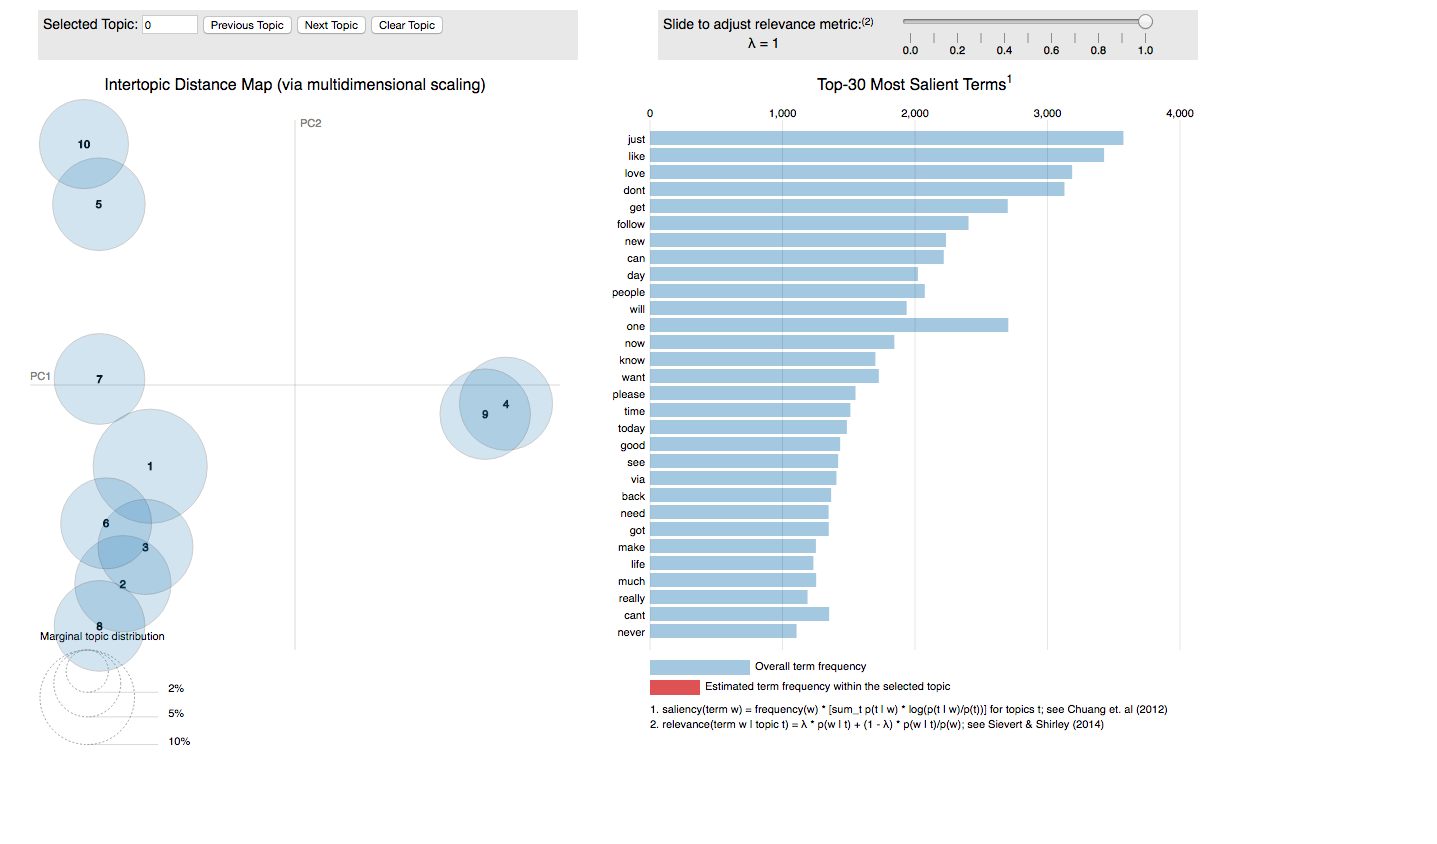 Selected Topic: 0 Previous Topic Next Topic Clear Topic
Slide to adjust relevance metric:(2)
λ = 1
0.0 0.2 0.4 0.6 0.8 1.0
Intertopic Distance Map (via multidimensional scaling)
PC2
PC1
10
5
7
4
9
1
6
3
2
8
Marginal topic distribution
2%
5%
10%
Top-30 Most Salient Terms1
0 1,000 2,000 3,000 4,000
just
like
love
dont
get
follow
new
can
day
people
will
one
now
know
want
please
time
today
good
see
via
back
need
got
make
life
much
really
cant
never
Overall term frequency
Estimated term frequency within the selected topic
1. saliency(term w) = frequency(w) * [sum_t p(t | w) * log(p(t | w)/p(t))] for topics t; see Chuang et. al (2012)
2. relevance(term w | topic t) = λ * p(w | t) + (1 - λ) * p(w | t)/p(w); see Sievert & Shirley (2014)